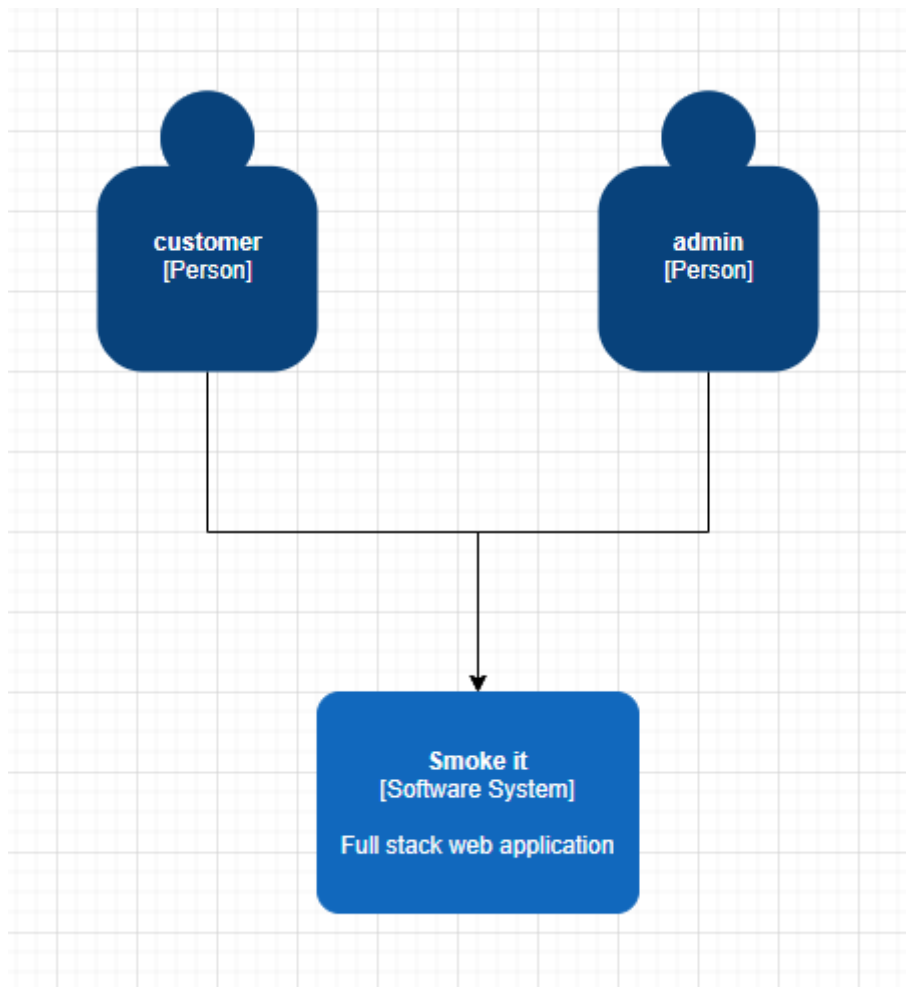 customer
[Person]
admin
[Person]
Smoke it
[Software System]
Full stack web application